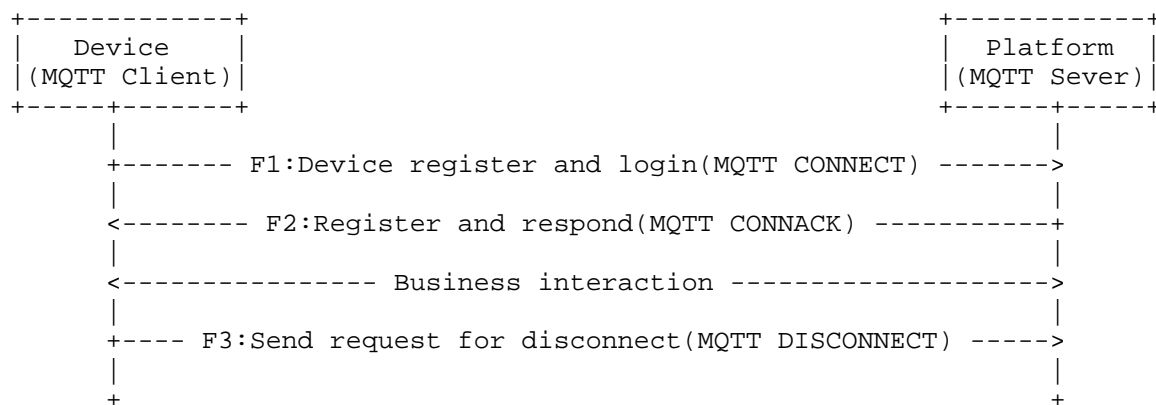 Device
Platform
(MQTT Client)
(MQTT Sever)
F1:Device register and login(MQTT CONNECT)
F2:Register and respond(MQTT CONNACK)
Business interaction
F3:Send request for disconnect(MQTT DISCONNECT)